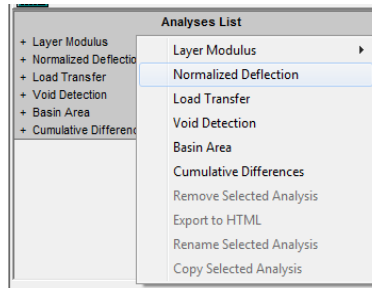 Analyses List
+ Layer Modulus
+ Normalized Deflectio
+ Load Transfer
+ Void Detection
+ Basin Area
+ Cumulative Differenc
Layer Modulus
Normalized Deflection
Load Transfer
Void Detection
Basin Area
Cumulative Differences
Remove Selected Analysis
Export to HTML
Rename Selected Analysis
Copy Selected Analysis